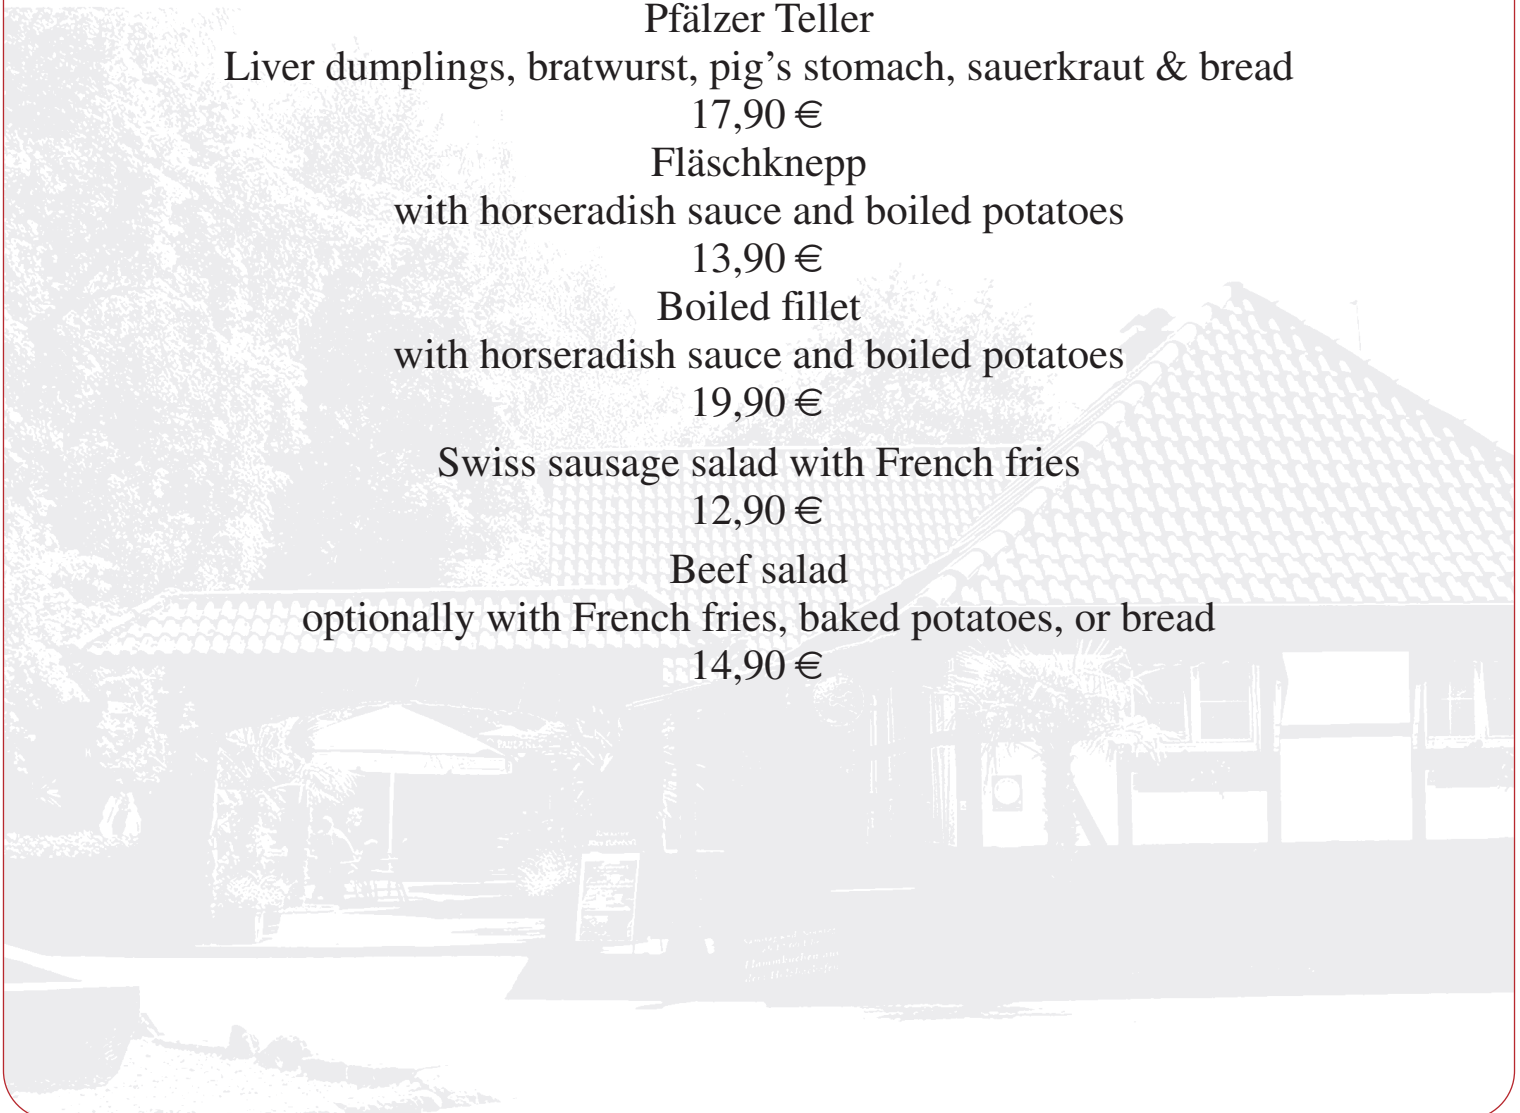 Pfälzer Teller
Liver dumplings, bratwurst, pig’s stomach, sauerkraut & bread
17,90 €
Fläschknepp
with horseradish sauce and boiled potatoes
13,90 €
Boiled fillet
with horseradish sauce and boiled potatoes
19,90 €
Swiss sausage salad with French fries
12,90 €
Beef salad
optionally with French fries, baked potatoes, or bread
14,90 €